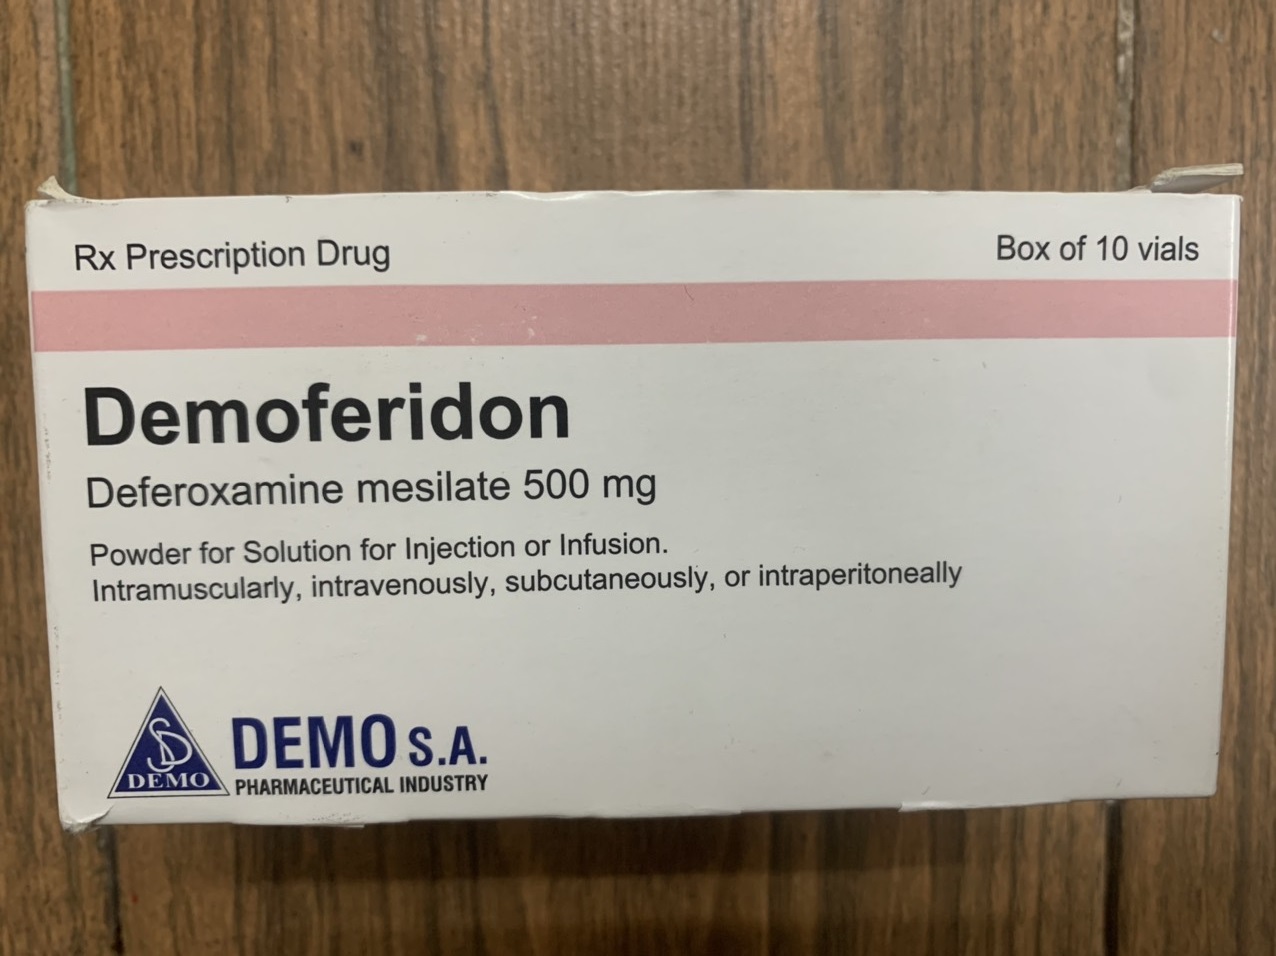 Rx Prescription Drug
Box of 10 vials
Demoferidon
Deferoxamine mesilate 500 mg
Powder for Solution for Injection or Infusion.
Intramuscularly, intravenously, subcutaneously, or intraperitoneally
SD
DEMO
DEMO S.A.
PHARMACEUTICAL INDUSTRY